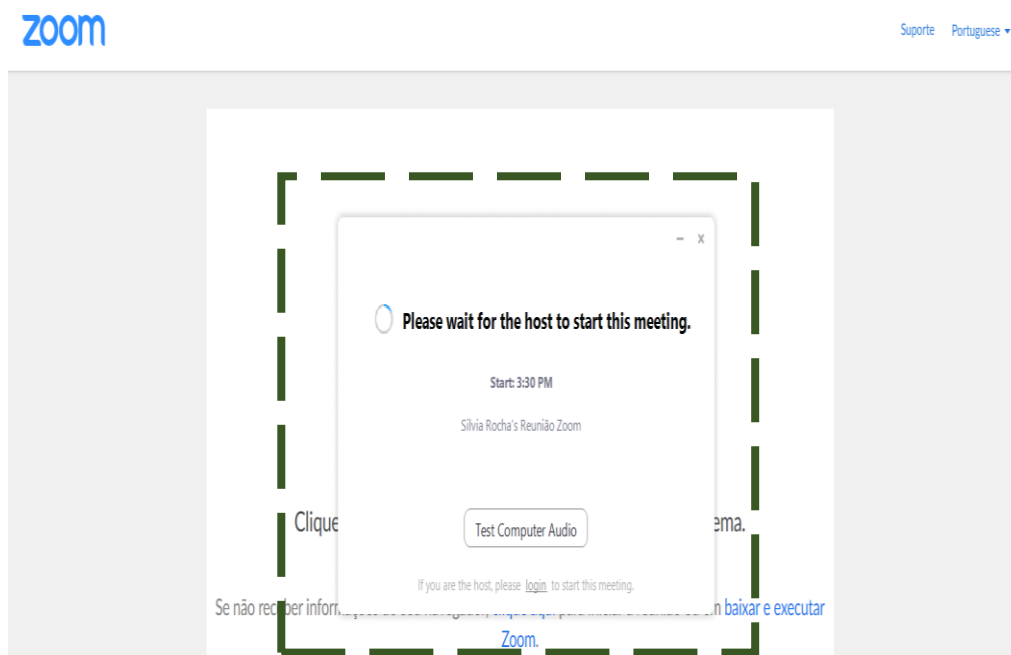 zoom
Suporte Portuguese
- x
Please wait for the host to start this meeting.
Start: 3:30 PM
Silvia Rocha's Reunião Zoom
Clique ema.
Test Computer Audio
If you are the host, please login to start this meeting.
Se não receber infor baixar e executar
Zoom.